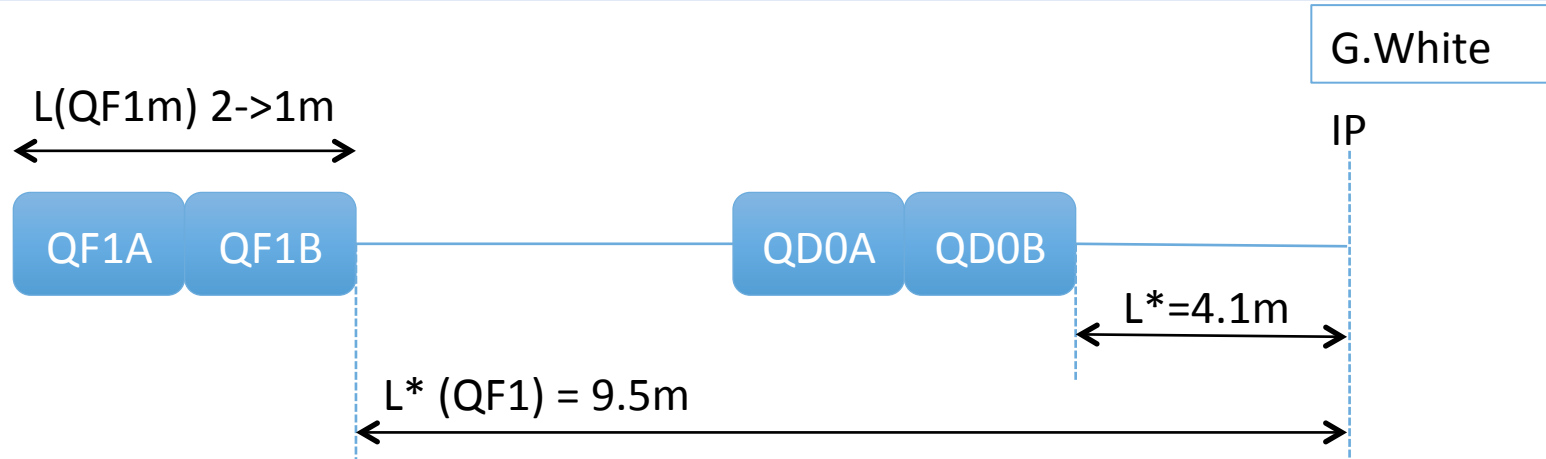 G.White
L(QF1m) 2->1m
IP
QF1A QF1B QD0A QD0B
L*=4.1m
L* (QF1) = 9.5m